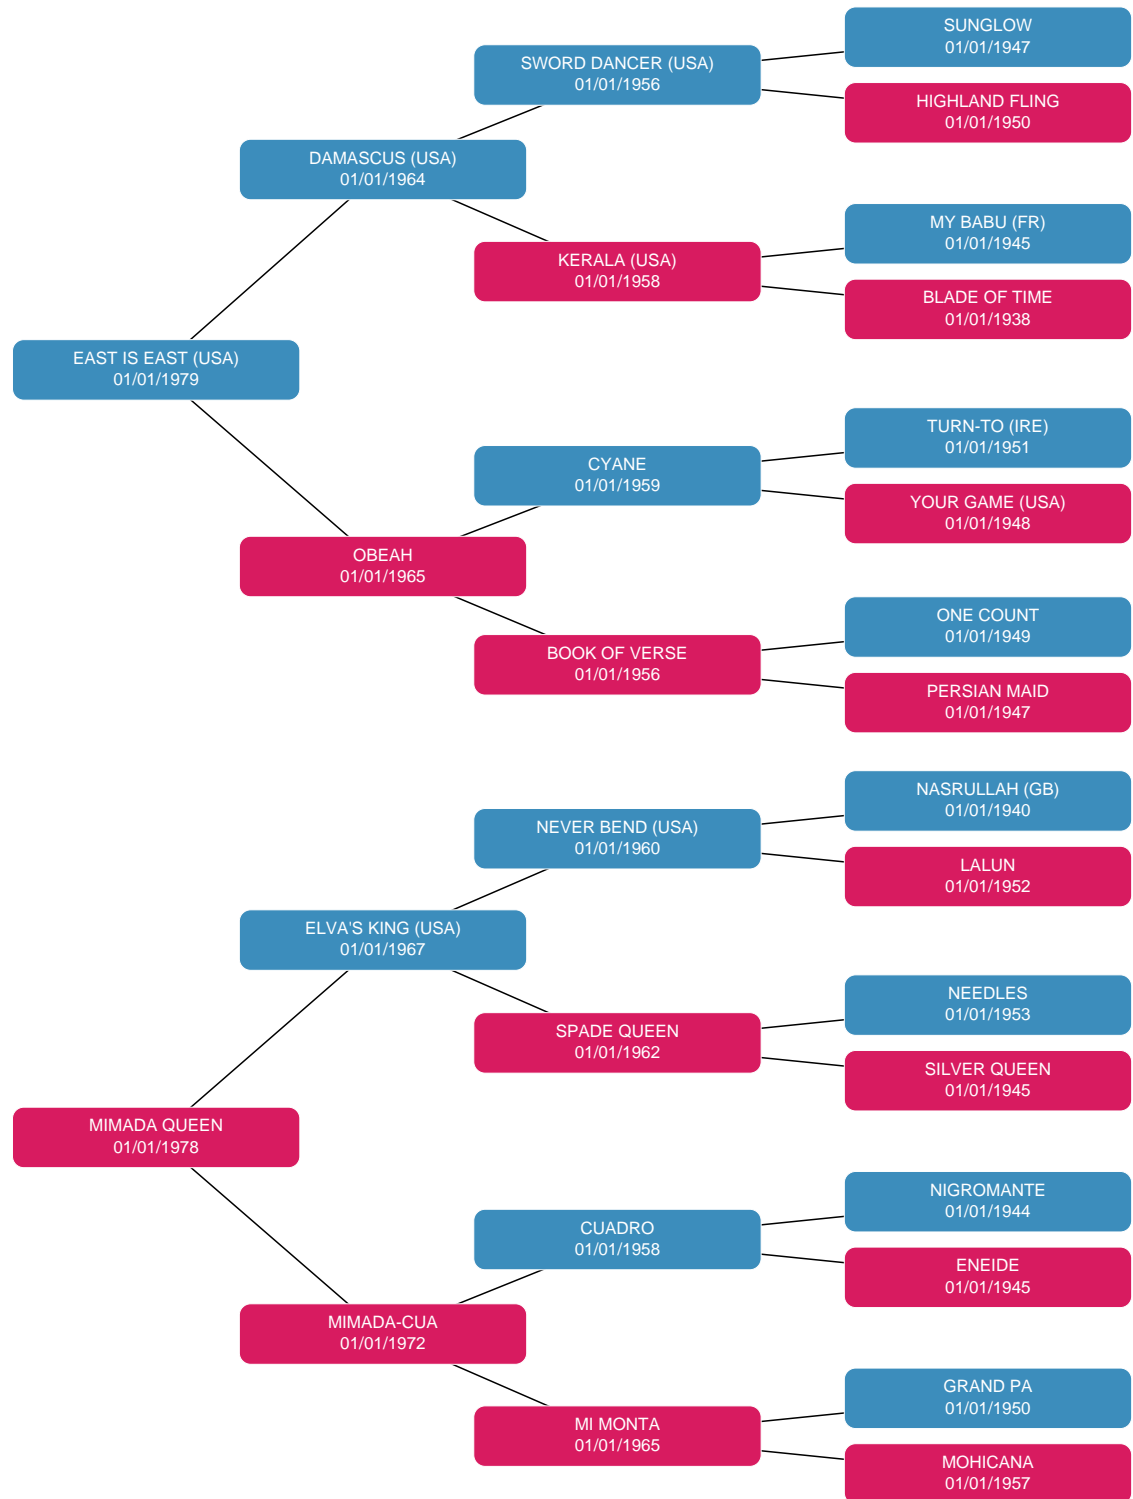 SUNGLOW
01/01/1947
SWORD DANCER (USA)
01/01/1956
HIGHLAND FLING
01/01/1950
DAMASCUS (USA)
01/01/1964
MY BABU (FR)
01/01/1945
KERALA (USA)
01/01/1958
BLADE OF TIME
01/01/1938
EAST IS EAST (USA)
01/01/1979
TURN-TO (IRE)
01/01/1951
CYANE
01/01/1959
YOUR GAME (USA)
01/01/1948
OBEAH
01/01/1965
ONE COUNT
01/01/1949
BOOK OF VERSE
01/01/1956
PERSIAN MAID
01/01/1947
NASRULLAH (GB)
01/01/1940
NEVER BEND (USA)
01/01/1960
LALUN
01/01/1952
ELVA'S KING (USA)
01/01/1967
NEEDLES
01/01/1953
SPADE QUEEN
01/01/1962
SILVER QUEEN
01/01/1945
MIMADA QUEEN
01/01/1978
NIGROMANTE
01/01/1944
CUADRO
01/01/1958
ENEIDE
01/01/1945
MIMADA-CUA
01/01/1972
GRAND PA
01/01/1950
MI MONTA
01/01/1965
MOHICANA
01/01/1957